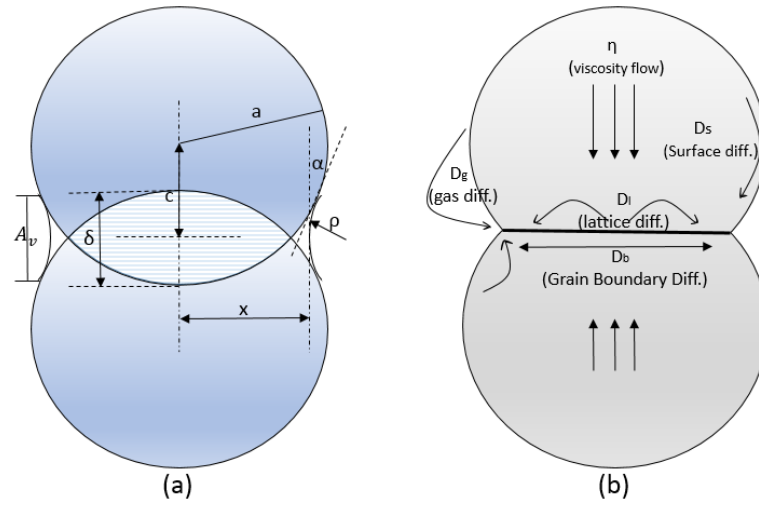 a
α
c
ρ
A_v
δ
x
(a)
η
(viscosity flow)
D_s
(Surface diff.)
D_g
(gas diff.)
D_l
(lattice diff.)
D_b
(Grain Boundary Diff.)
(b)